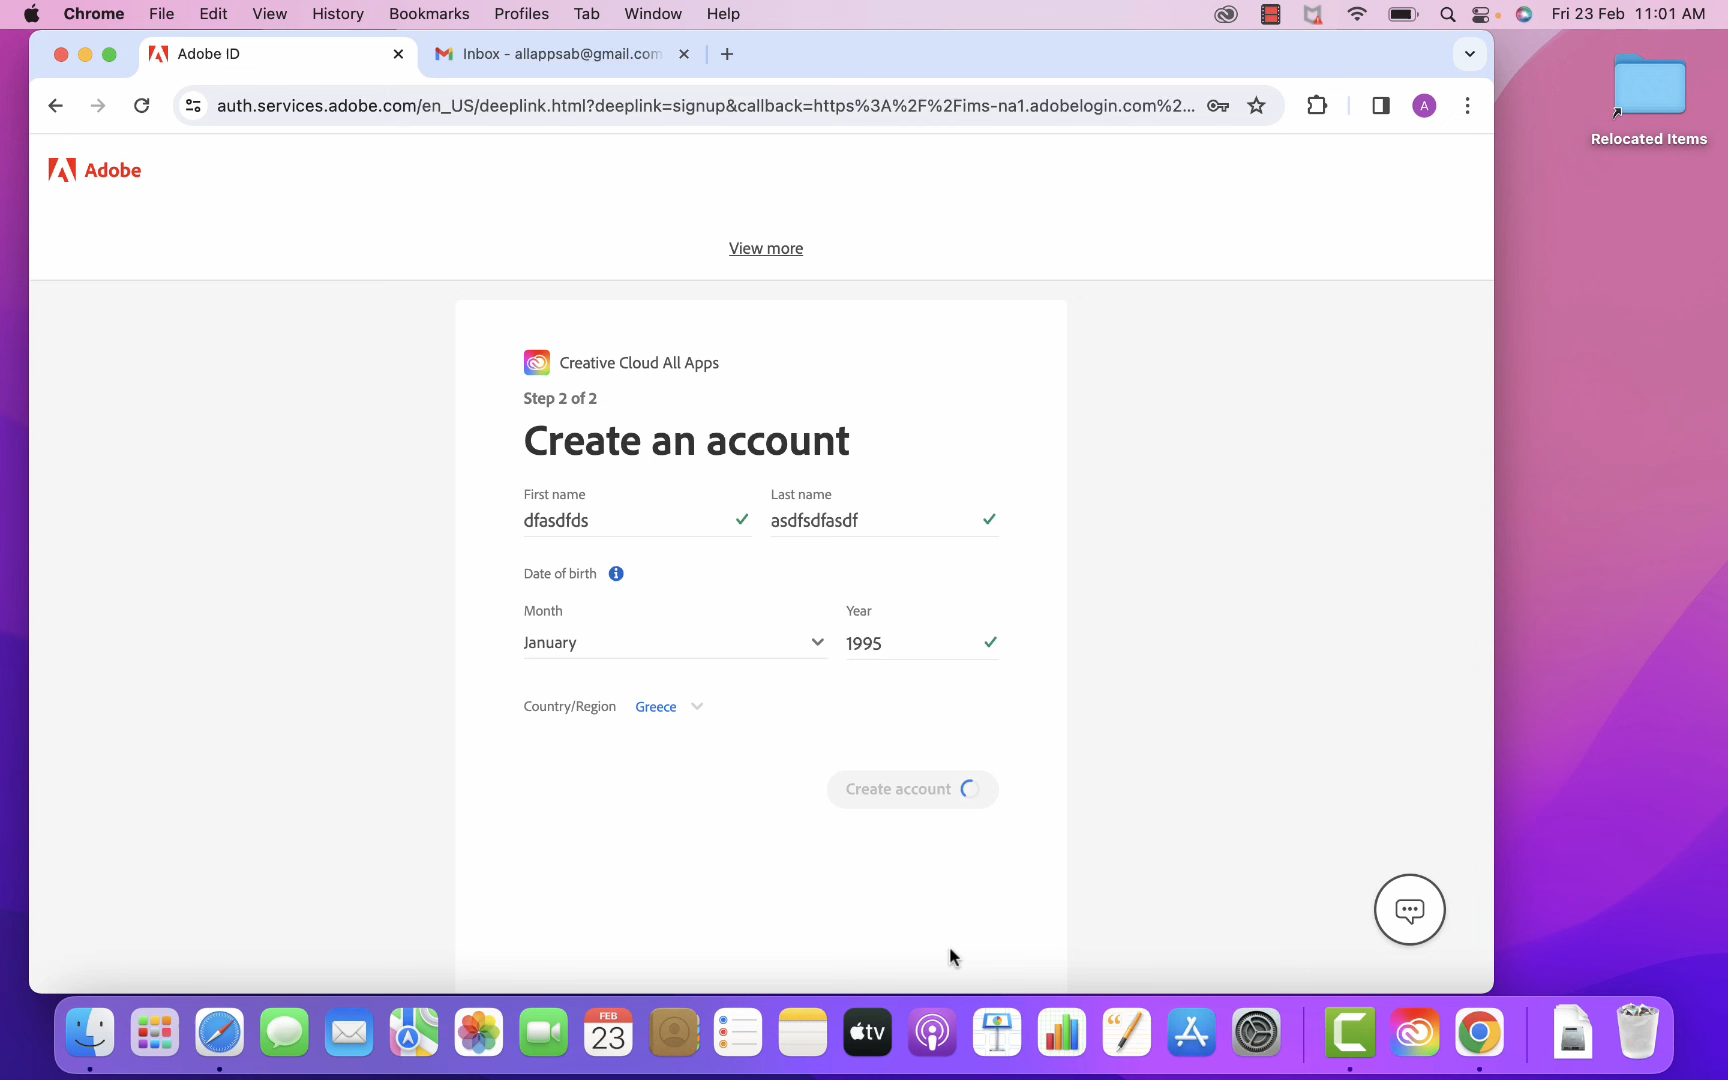 Chrome File Edit View History Bookmarks Profiles Tab Window Help Fri 23 Feb 11:01 AM
Adobe ID Inbox - allappsab@gmail.com
auth.services.adobe.com/en_US/deeplink.html?deeplink=signup&callback=https%3A%2F%2Fims-na1.adobelogin.com%2... A
Relocated Items
Adobe
View more
Creative Cloud All Apps
Step 2 of 2
Create an account
First name Last name
dfasdfds asdfsdfasdf
Date of birth
Month Year
January 1995
Country/Region Greece
Create account
FEB
23
tv